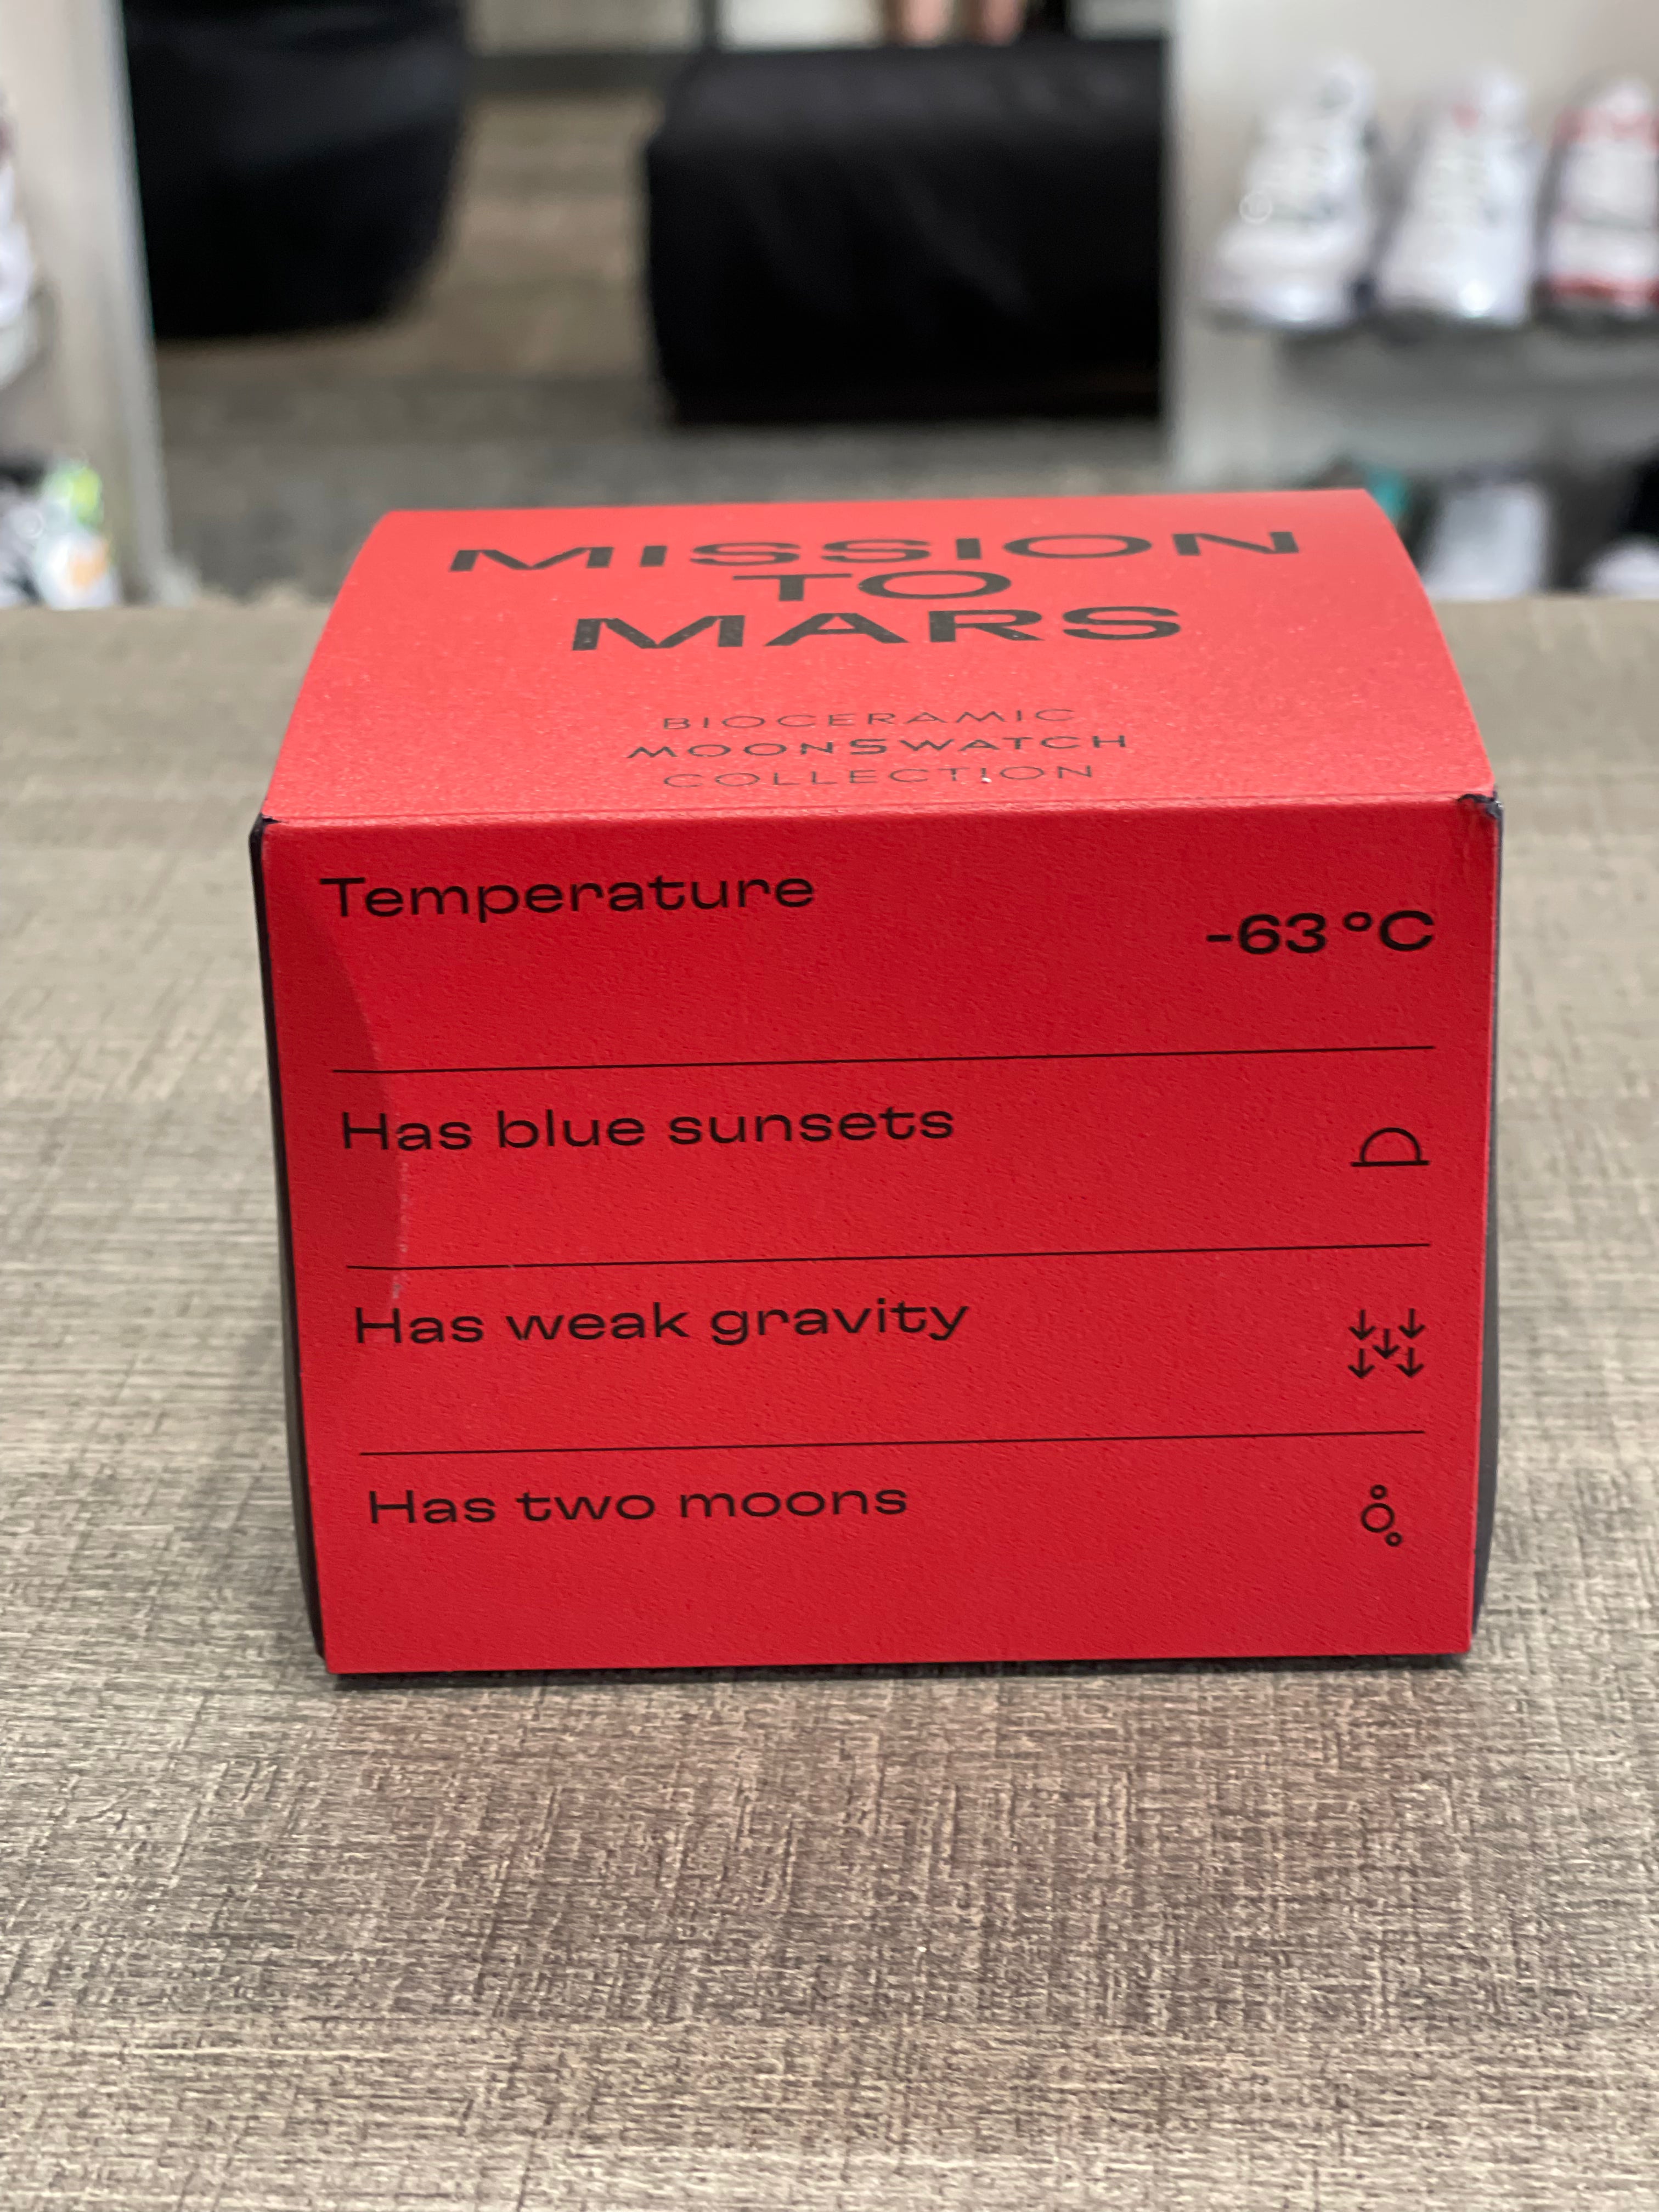 MISSION
TO
MARS
BIOCERAMIC
MOONSWATCH
COLLECTION
Temperature
-63 °C
Has blue sunsets
Has weak gravity
Has two moons